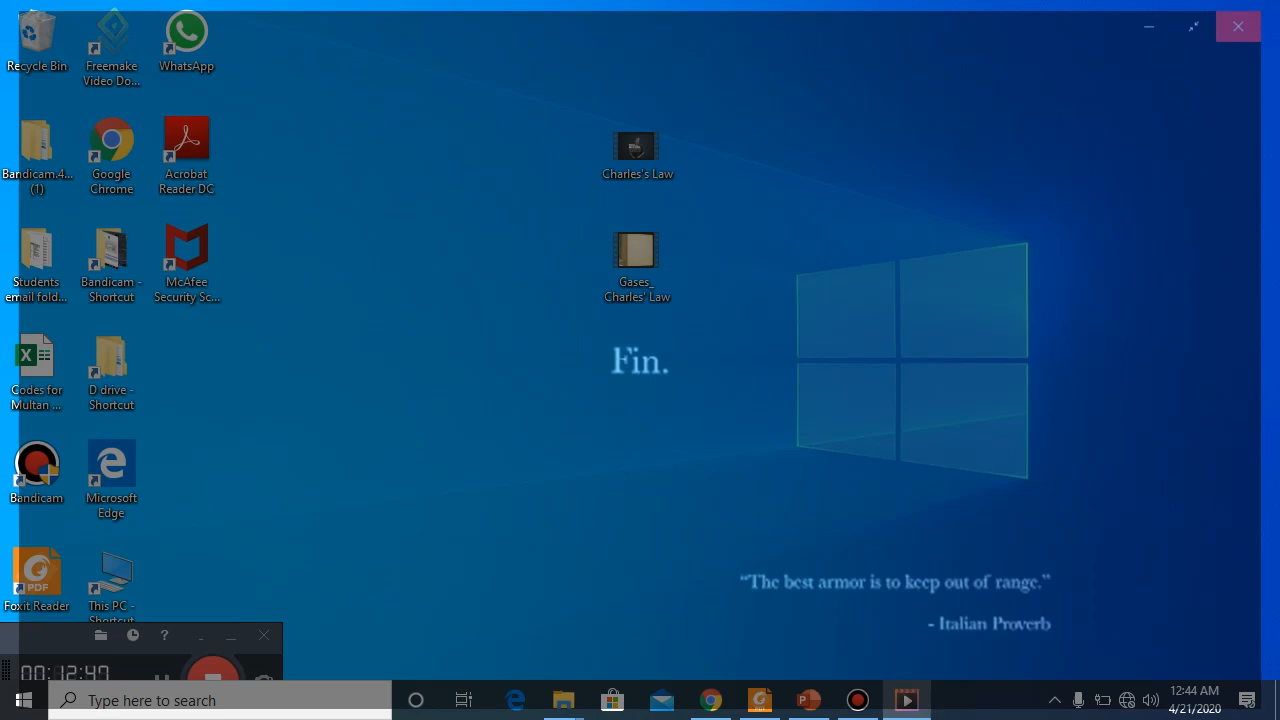 Recycle Bin
Freemake
Video Do...
WhatsApp
Bandicam.4...
(1)
Google
Chrome
Acrobat
Reader DC
Charles's Law
Students
email fold...
Bandicam -
Shortcut
McAfee
Security Sc...
Gases_
Charles' Law
Fin.
Codes for
Multan ...
D drive -
Shortcut
Bandicam
Microsoft
Edge
PDF
Foxit Reader
This PC -
Shortcut
“The best armor is to keep out of range.”
- Italian Proverb
00:12:47
Type here to search
12:44 AM
4/21/2020